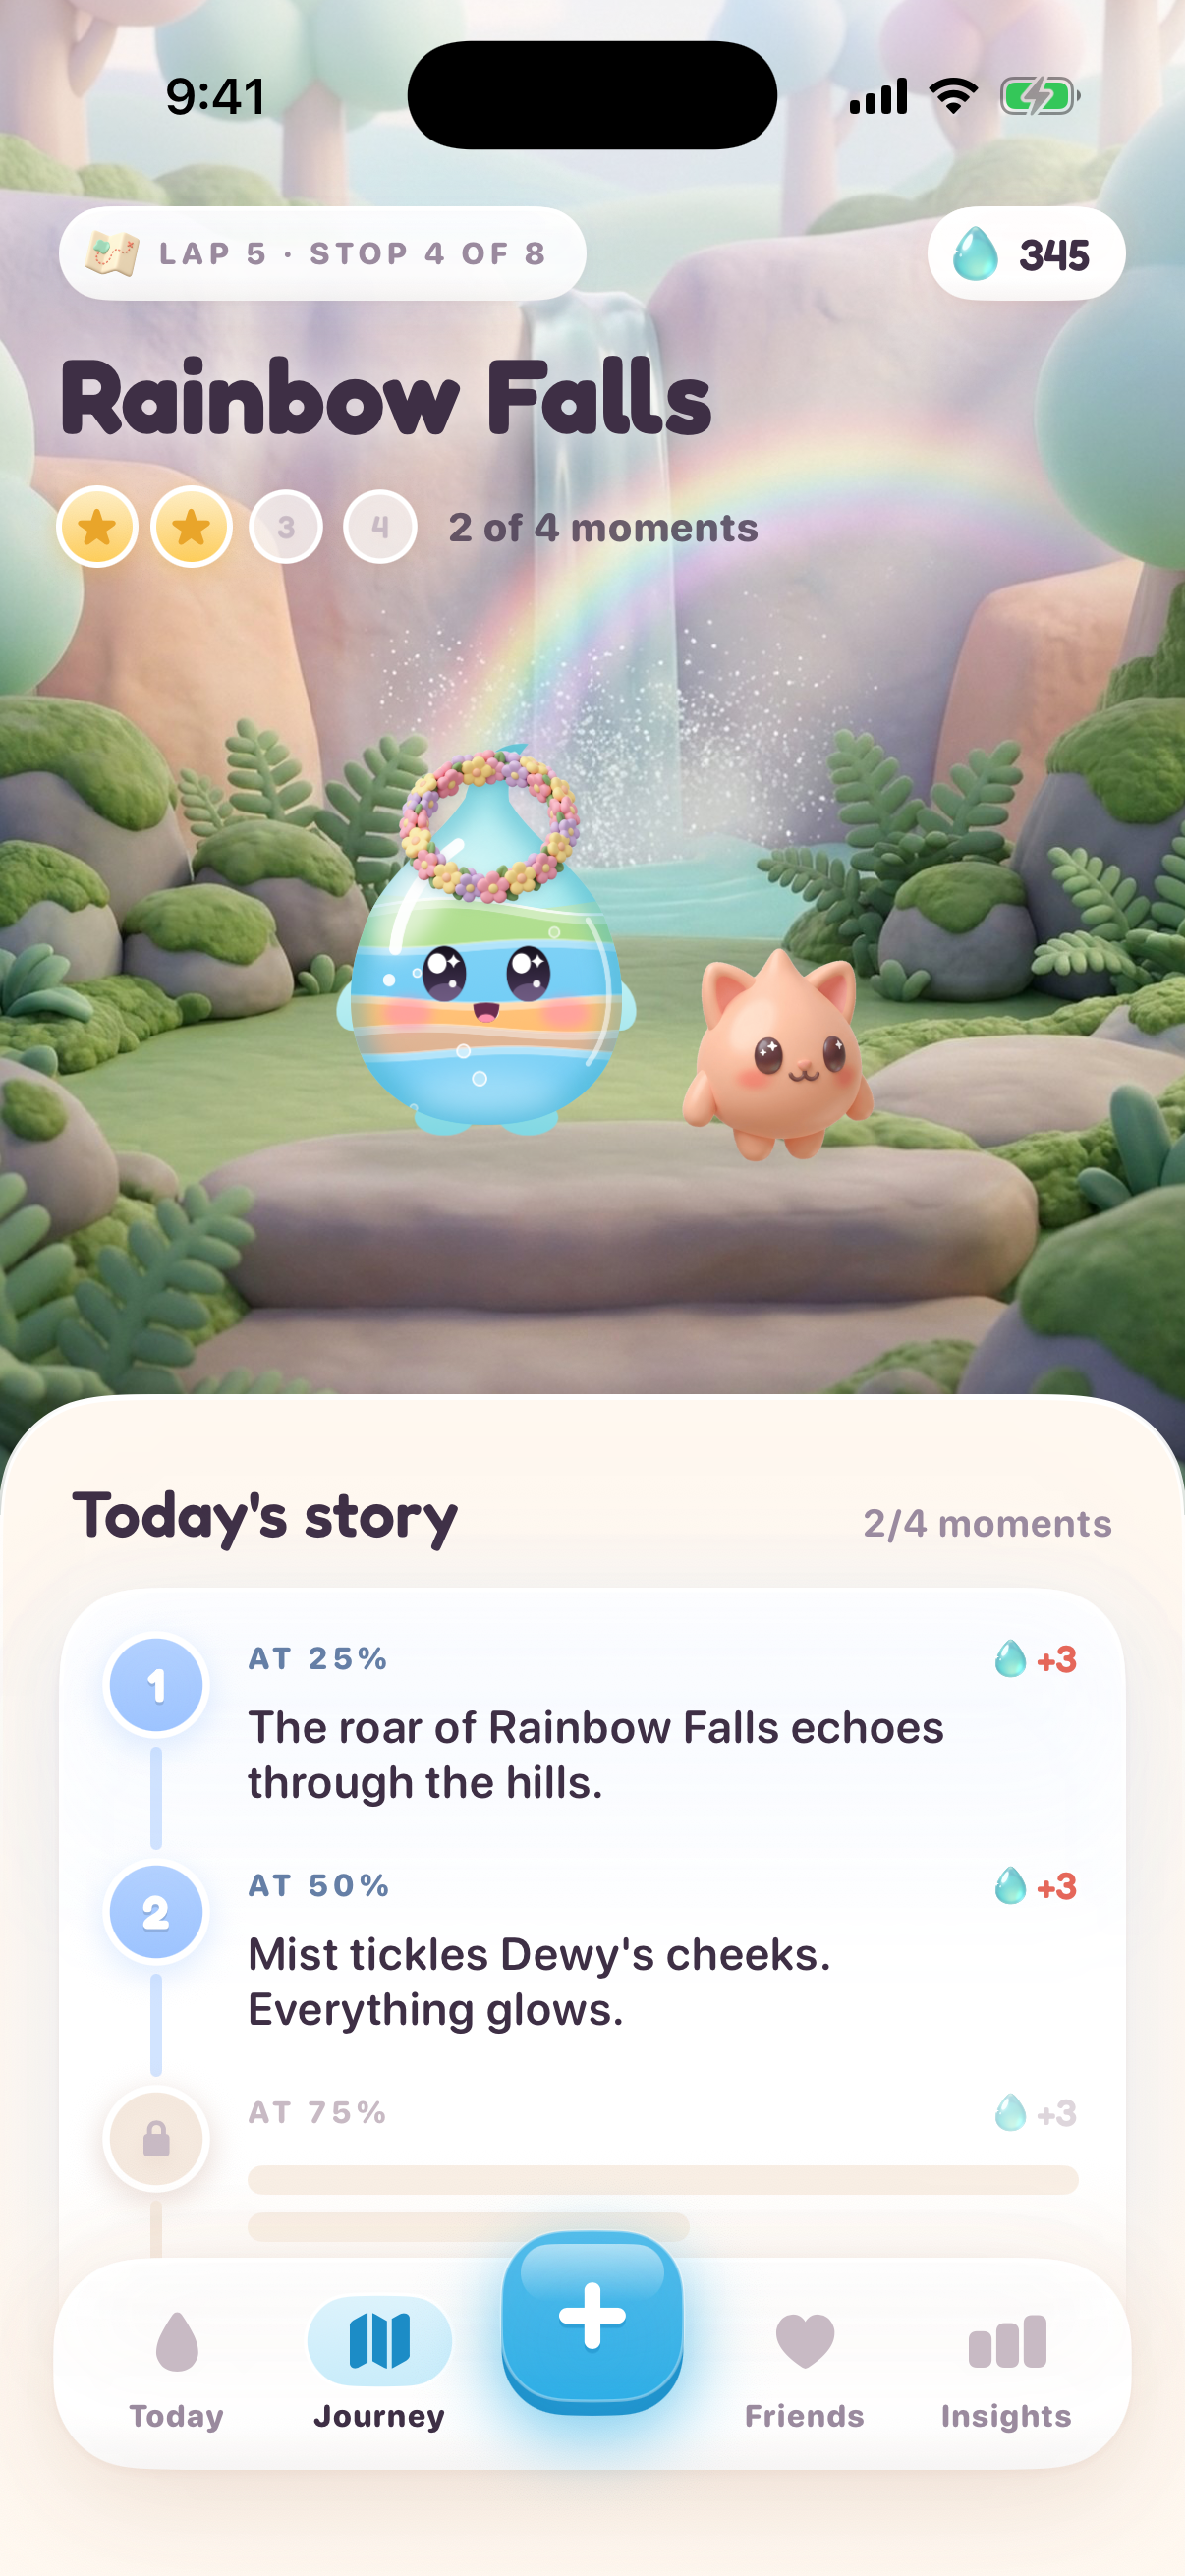 9:41
LAP 5 · STOP 4 OF 8
345
Rainbow Falls
3 4 2 of 4 moments
Today's story
2/4 moments
1
AT 25%
+3
The roar of Rainbow Falls echoes
through the hills.
2
AT 50%
+3
Mist tickles Dewy's cheeks.
Everything glows.
AT 75%
+3
Today
Journey
Friends
Insights